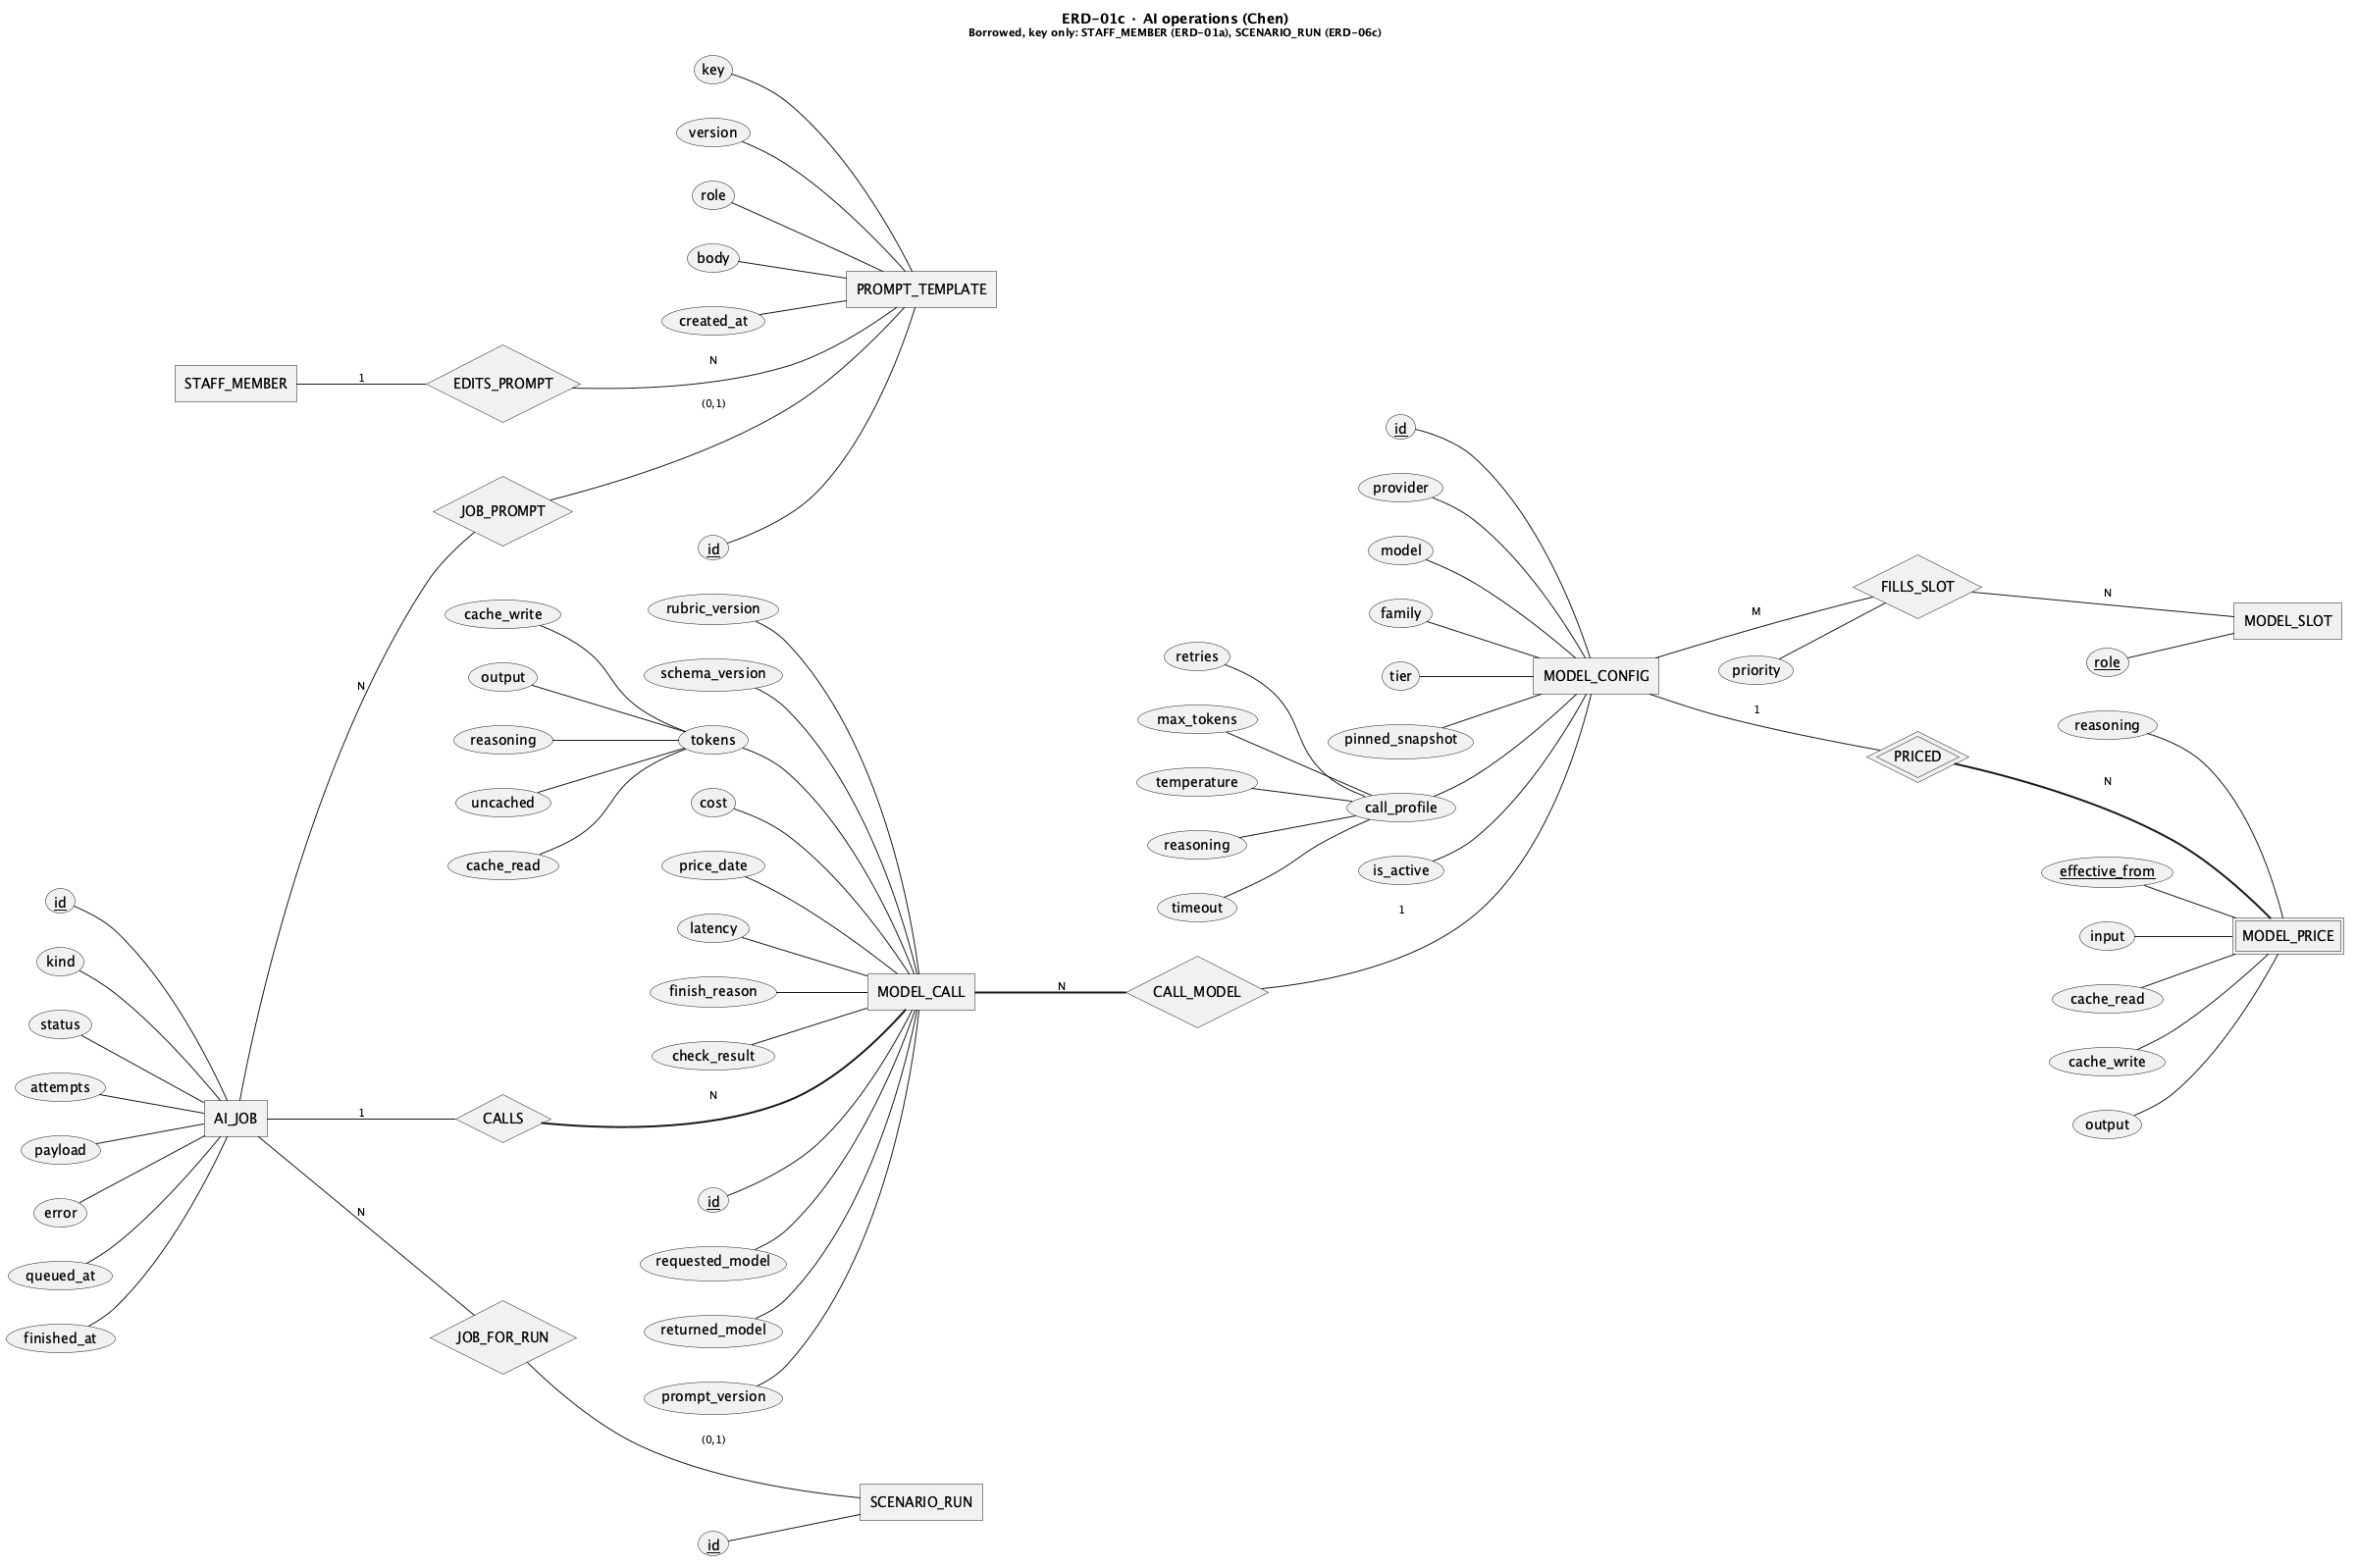 ERD-01c · AI operations (Chen)
Borrowed, key only: STAFF_MEMBER (ERD-01a), SCENARIO_RUN (ERD-06c)
key
version
role
body
created_at
PROMPT_TEMPLATE
STAFF_MEMBER
1
EDITS_PROMPT
N
(0,1)
JOB_PROMPT
id
N
cache_write
output
reasoning
uncached
cache_read
tokens
rubric_version
schema_version
cost
price_date
latency
finish_reason
check_result
MODEL_CALL
id
kind
status
attempts
payload
error
queued_at
finished_at
AI_JOB
1
CALLS
N
id
requested_model
returned_model
prompt_version
N
JOB_FOR_RUN
(0,1)
SCENARIO_RUN
id
N
CALL_MODEL
1
retries
max_tokens
temperature
reasoning
timeout
call_profile
id
provider
model
family
tier
pinned_snapshot
is_active
MODEL_CONFIG
M
FILLS_SLOT
priority
N
MODEL_SLOT
role
1
PRICED
N
reasoning
effective_from
input
cache_read
cache_write
output
MODEL_PRICE